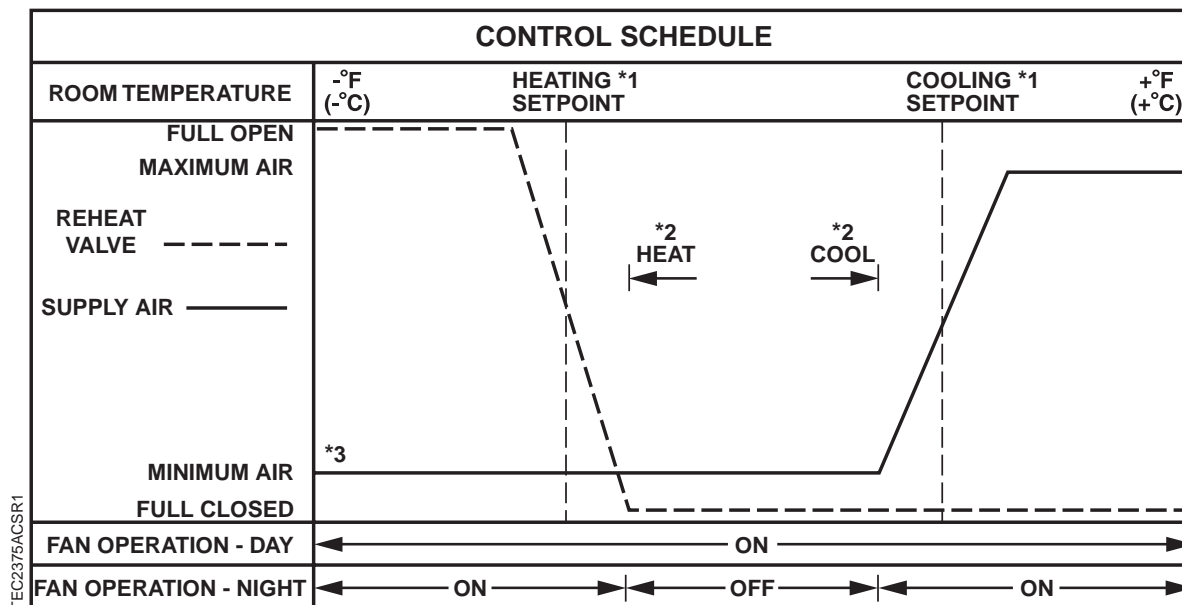 CONTROL SCHEDULE
ROOM TEMPERATURE
-°F
(-°C)
HEATING *1
SETPOINT
COOLING *1
SETPOINT
+°F
(+°C)
FULL OPEN
MAXIMUM AIR
REHEAT
VALVE
*2
HEAT
*2
COOL
SUPPLY AIR
*3
MINIMUM AIR
FULL CLOSED
FAN OPERATION - DAY
ON
FAN OPERATION - NIGHT
ON
OFF
ON
TEC2375ACSR1